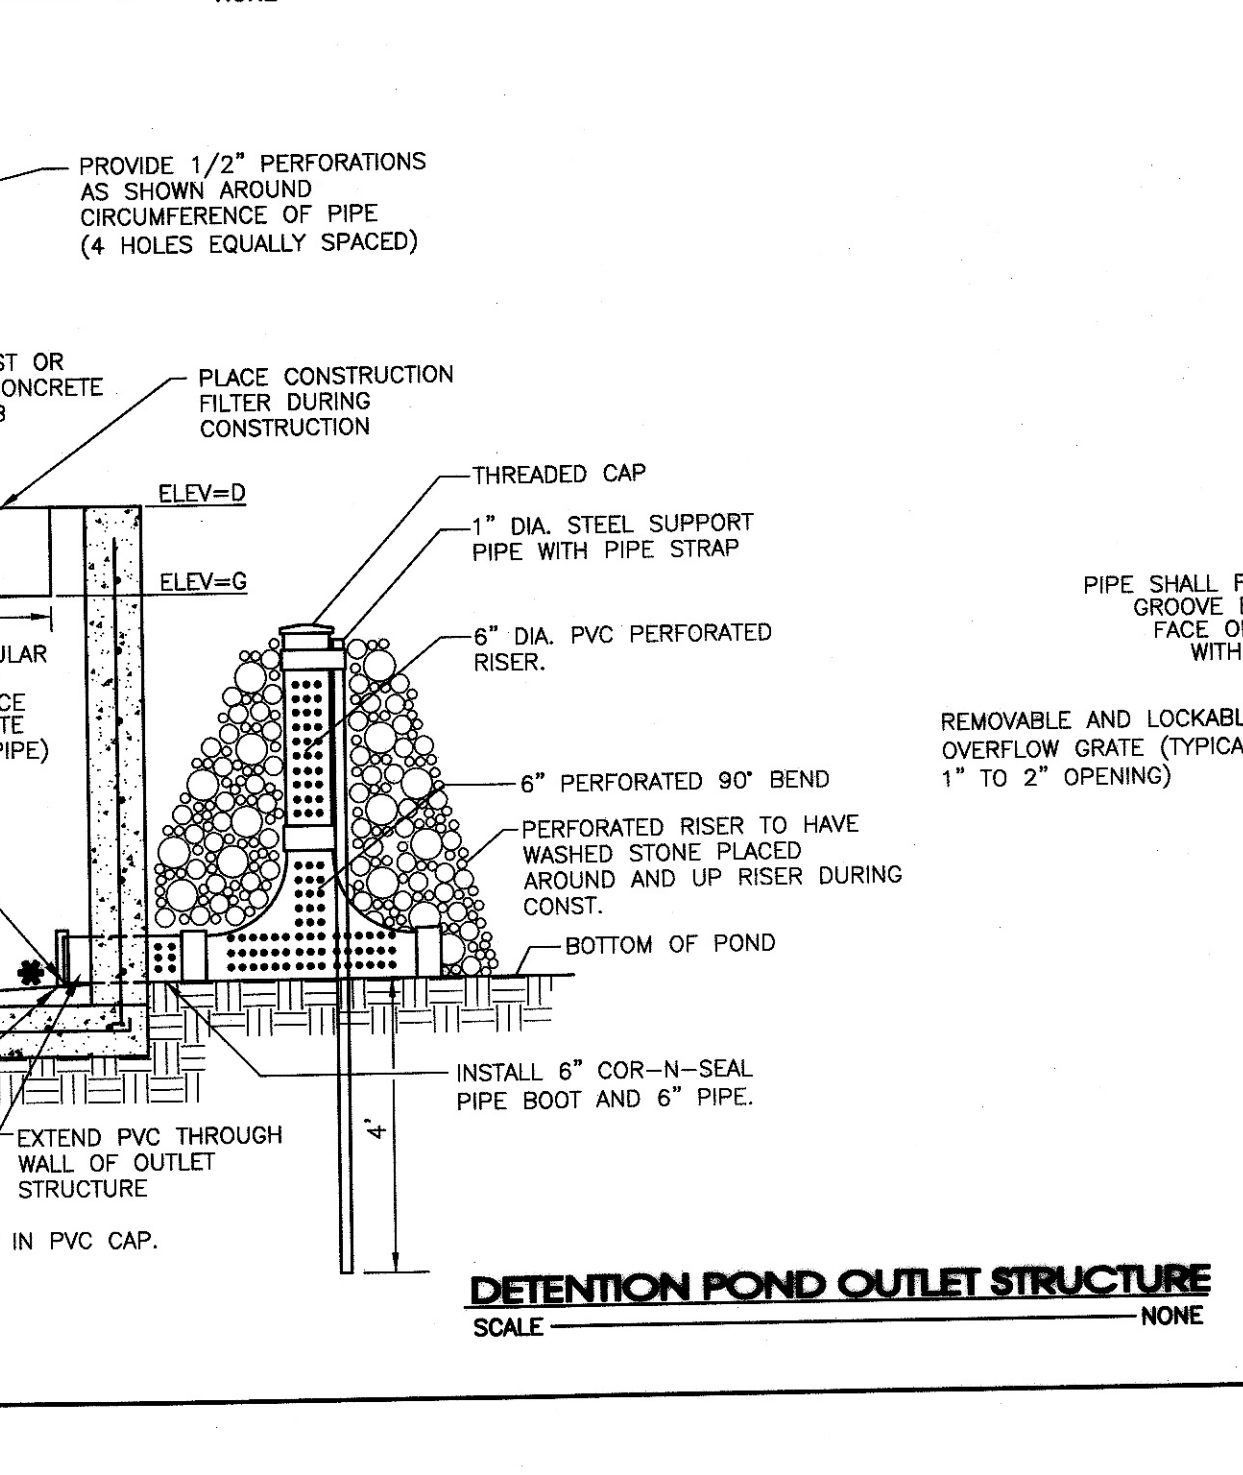 PROVIDE 1/2" PERFORATIONS
AS SHOWN AROUND
CIRCUMFERENCE OF PIPE
(4 HOLES EQUALLY SPACED)
ST OR
ONCRETE
PLACE CONSTRUCTION
FILTER DURING
CONSTRUCTION
ELEV=D
THREADED CAP
1" DIA. STEEL SUPPORT
PIPE WITH PIPE STRAP
ELEV=G
6" DIA. PVC PERFORATED
RISER.
ULAR
CE
TE
PIPE)
PIPE SHALL F
GROOVE
FACE O
WITH
REMOVABLE AND LOCKABL
OVERFLOW GRATE (TYPICA
1" TO 2" OPENING)
6" PERFORATED 90° BEND
PERFORATED RISER TO HAVE
WASHED STONE PLACED
AROUND AND UP RISER DURING
CONST.
BOTTOM OF POND
INSTALL 6" COR-N-SEAL
PIPE BOOT AND 6" PIPE.
4'
EXTEND PVC THROUGH
WALL OF OUTLET
STRUCTURE
IN PVC CAP.
DETENTION POND OUTLET STRUCTURE
SCALE NONE